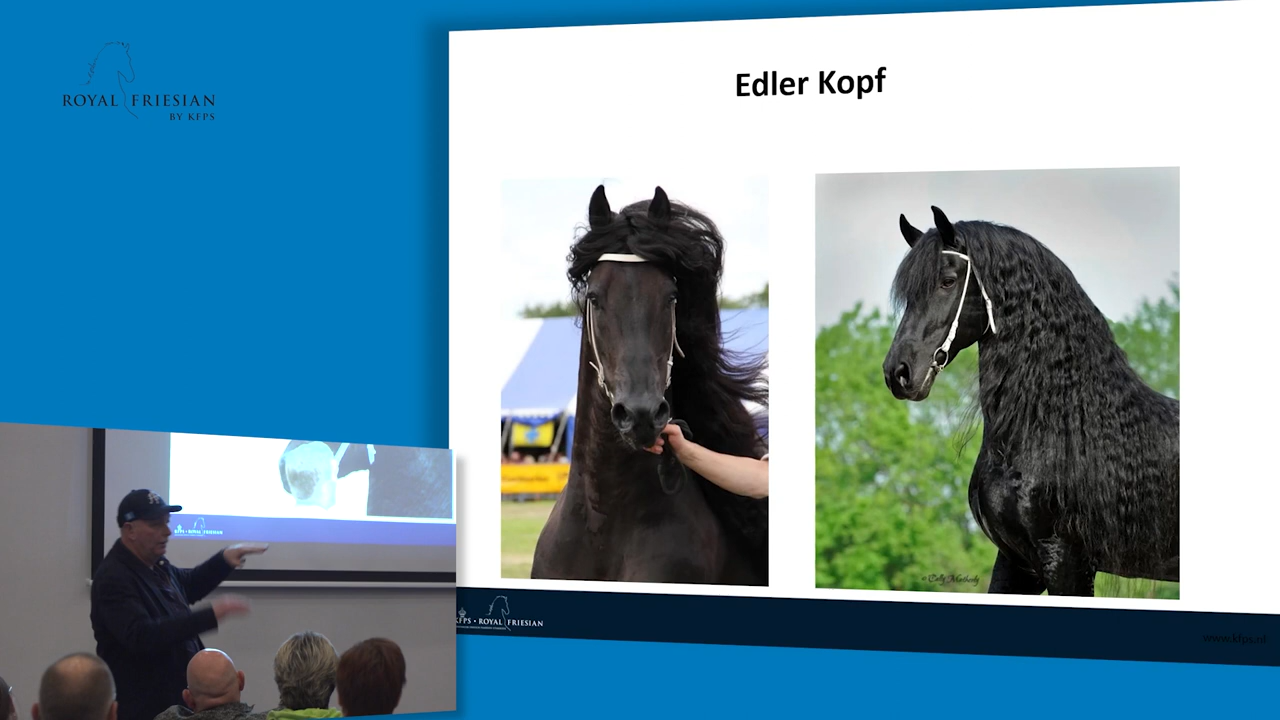 ROYAL FRIESIAN
BY KFPS
Edler Kopf
KFPS • ROYAL FRIESIAN
www.kfps.nl